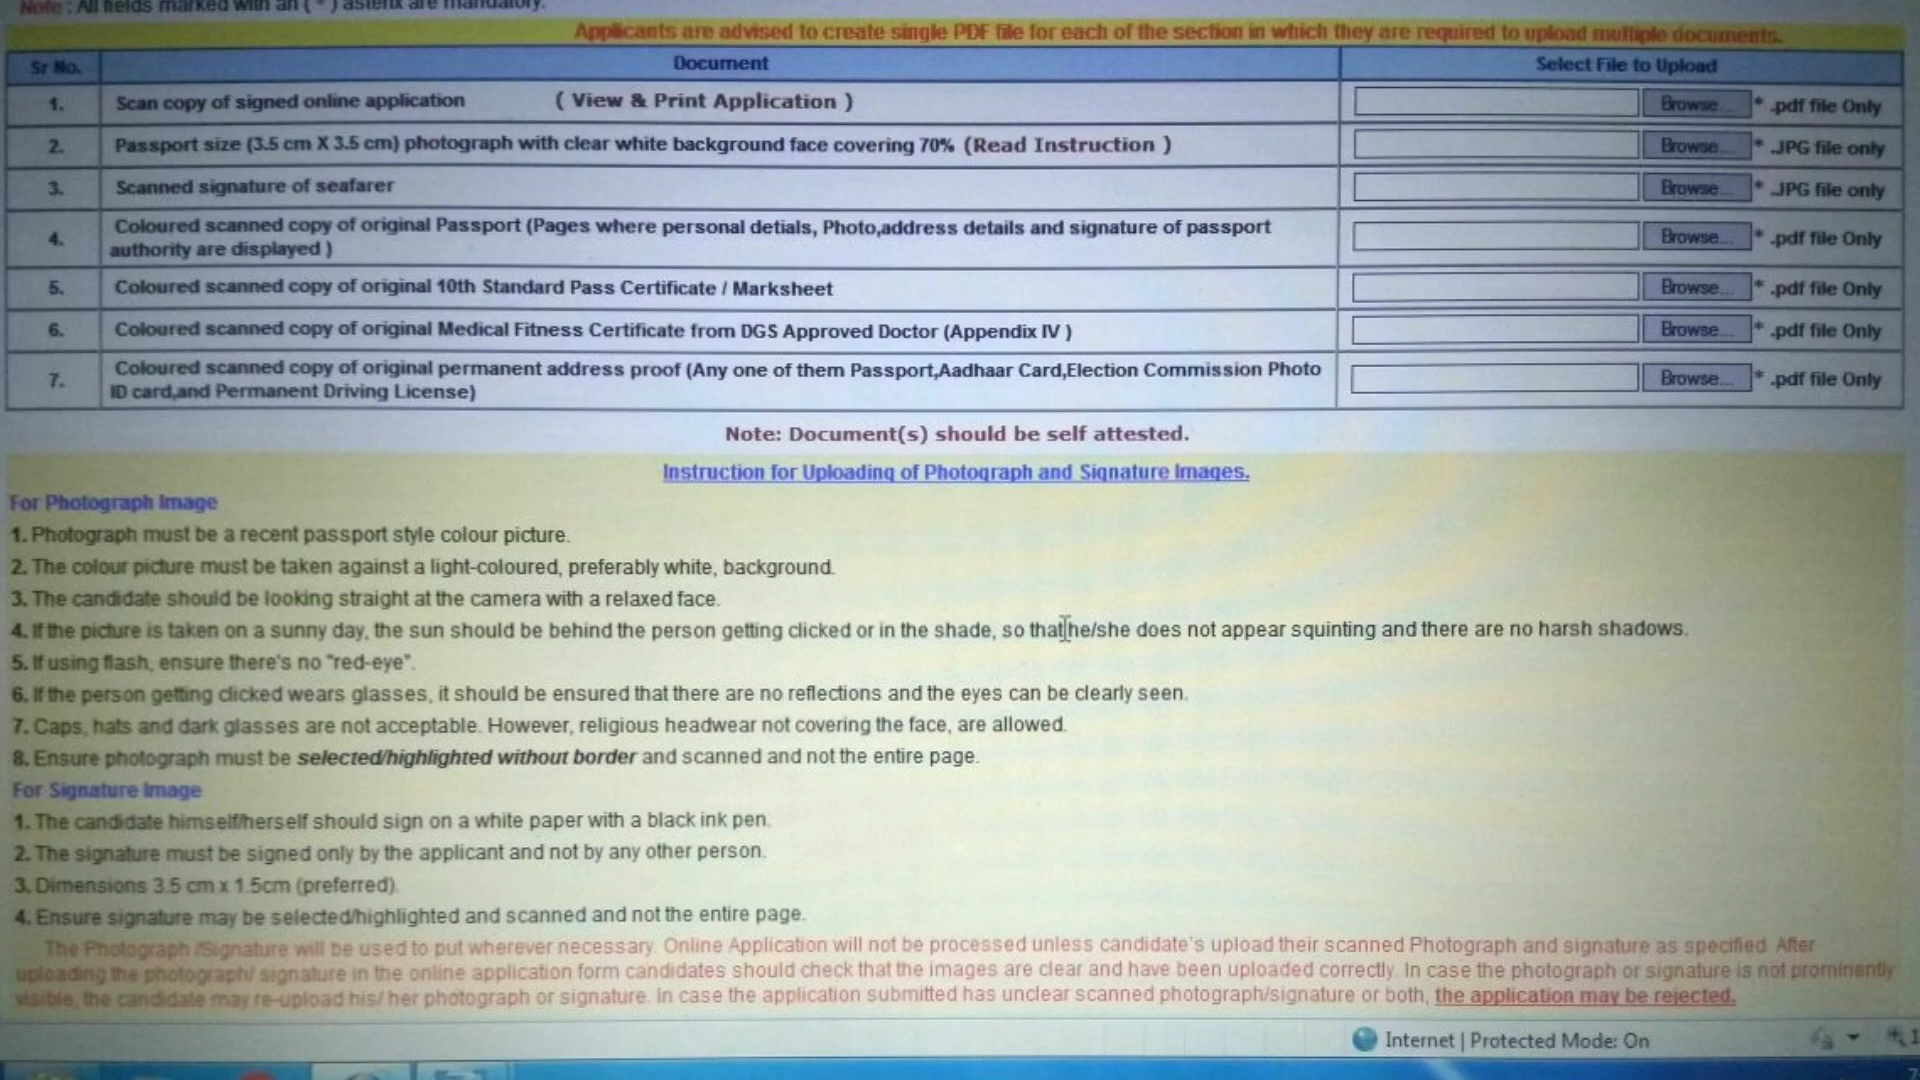 Note : All fields marked with an ( * ) asterix are mandatory.
Applicants are advised to create single PDF file for each of the section in which they are required to upload multiple documents.
Sr No. Document Select File to Upload
1. Scan copy of signed online application ( View & Print Application ) Browse... * .pdf file Only
2. Passport size (3.5 cm X 3.5 cm) photograph with clear white background face covering 70% (Read Instruction ) Browse... * .JPG file only
3. Scanned signature of seafarer Browse... * .JPG file only
4. Coloured scanned copy of original Passport (Pages where personal detials, Photo,address details and signature of passport
authority are displayed ) Browse... * .pdf file Only
5. Coloured scanned copy of original 10th Standard Pass Certificate / Marksheet Browse... * .pdf file Only
6. Coloured scanned copy of original Medical Fitness Certificate from DGS Approved Doctor (Appendix IV ) Browse... * .pdf file Only
7. Coloured scanned copy of original permanent address proof (Any one of them Passport,Aadhaar Card,Election Commission Photo
ID card,and Permanent Driving License) Browse... * .pdf file Only
Note: Document(s) should be self attested.
Instruction for Uploading of Photograph and Signature Images.
For Photograph Image
1. Photograph must be a recent passport style colour picture.
2. The colour picture must be taken against a light-coloured, preferably white, background.
3. The candidate should be looking straight at the camera with a relaxed face.
4. If the picture is taken on a sunny day, the sun should be behind the person getting clicked or in the shade, so that he/she does not appear squinting and there are no harsh shadows.
5. If using flash, ensure there's no "red-eye".
6. If the person getting clicked wears glasses, it should be ensured that there are no reflections and the eyes can be clearly seen.
7. Caps, hats and dark glasses are not acceptable. However, religious headwear not covering the face, are allowed.
8. Ensure photograph must be selected/highlighted without border and scanned and not the entire page.
For Signature Image
1. The candidate himself/herself should sign on a white paper with a black ink pen.
2. The signature must be signed only by the applicant and not by any other person.
3. Dimensions 3.5 cm x 1.5cm (preferred).
4. Ensure signature may be selected/highlighted and scanned and not the entire page.
The Photograph /Signature will be used to put wherever necessary. Online Application will not be processed unless candidate's upload their scanned Photograph and signature as specified. After
uploading the photograph/ signature in the online application form candidates should check that the images are clear and have been uploaded correctly. In case the photograph or signature is not prominently
visible, the candidate may re-upload his/ her photograph or signature. In case the application submitted has unclear scanned photograph/signature or both, the application may be rejected.
Internet | Protected Mode: On